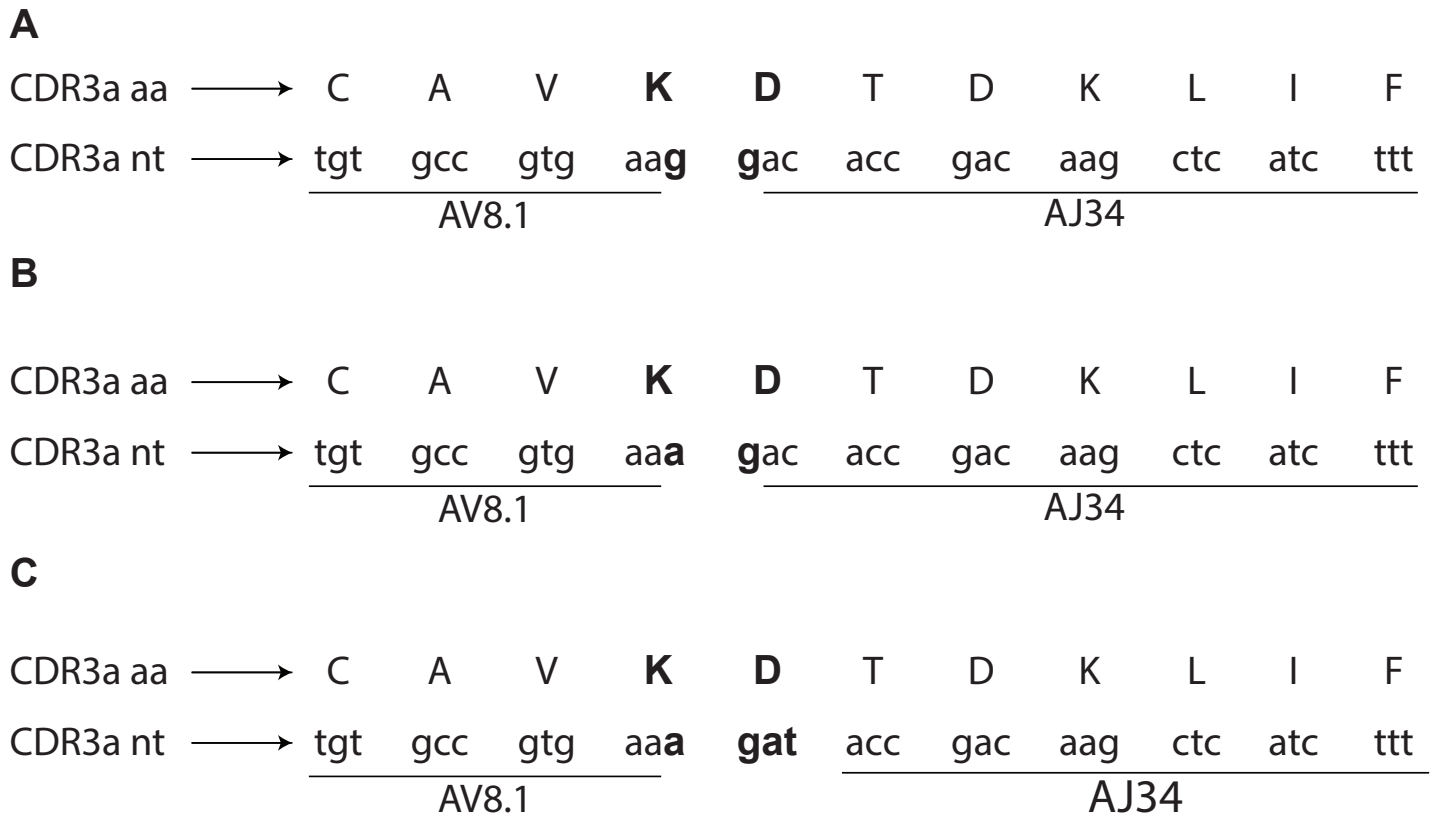 A
CDR3a aa C A V K D T D K L I F
CDR3a nt tgt gcc gtg aag gac acc gac aag ctc atc ttt
AV8.1 AJ34
B
CDR3a aa C A V K D T D K L I F
CDR3a nt tgt gcc gtg aaa gac acc gac aag ctc atc ttt
AV8.1 AJ34
C
CDR3a aa C A V K D T D K L I F
CDR3a nt tgt gcc gtg aaa gat acc gac aag ctc atc ttt
AV8.1 AJ34